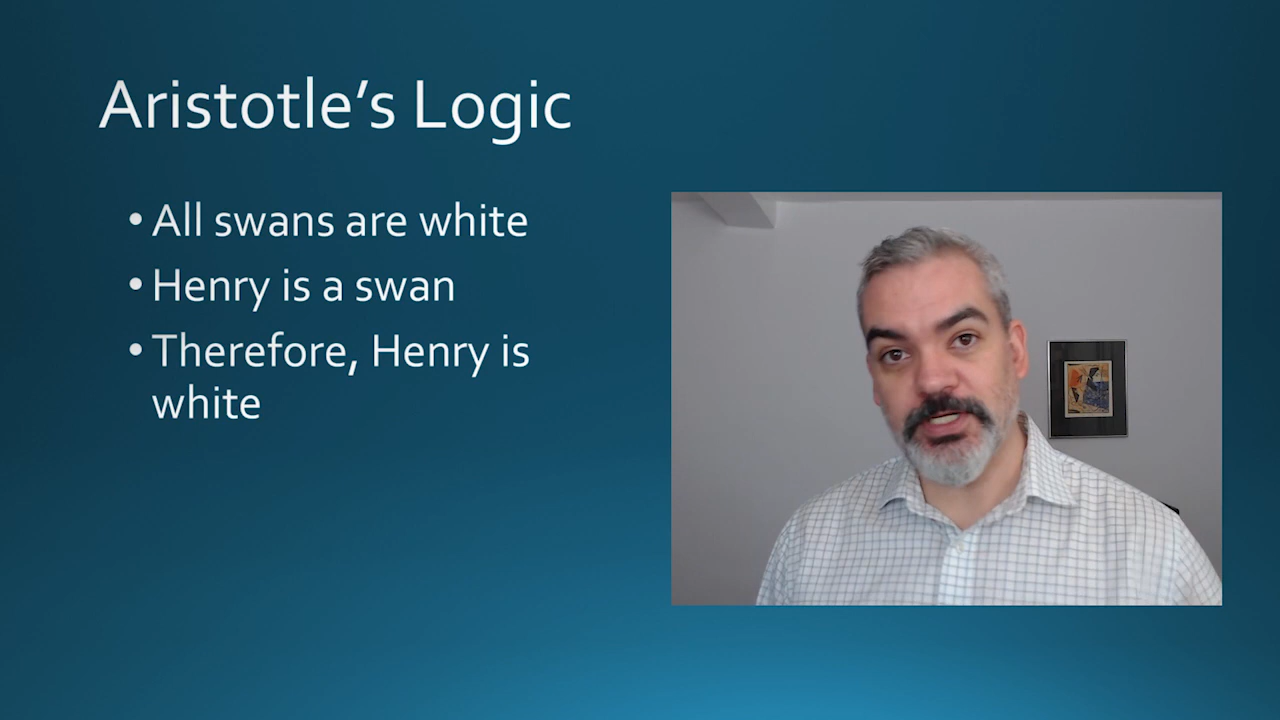 Aristotle’s Logic
• All swans are white
• Henry is a swan
• Therefore, Henry is
white